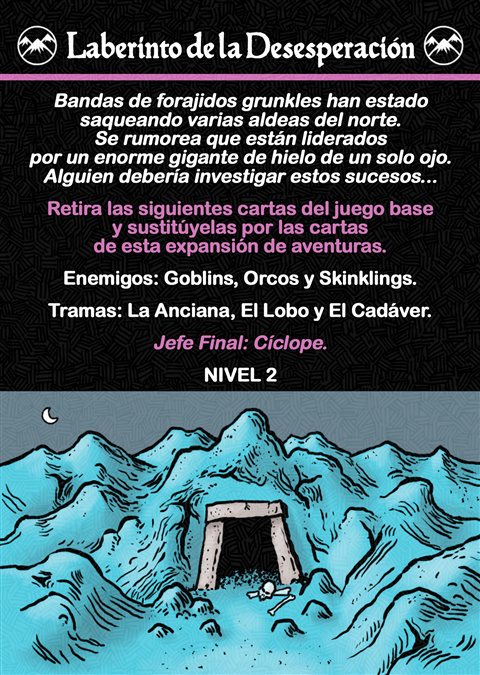 Laberinto de la Desesperación
Bandas de forajidos grunkles han estado
saqueando varias aldeas del norte.
Se rumorea que están liderados
por un enorme gigante de hielo de un solo ojo.
Alguien debería investigar estos sucesos...
Retira las siguientes cartas del juego base
y sustitúyelas por las cartas
de esta expansión de aventuras.
Enemigos: Goblins, Orcos y Skinklings.
Tramas: La Anciana, El Lobo y El Cadáver.
Jefe Final: Cíclope.
NIVEL 2